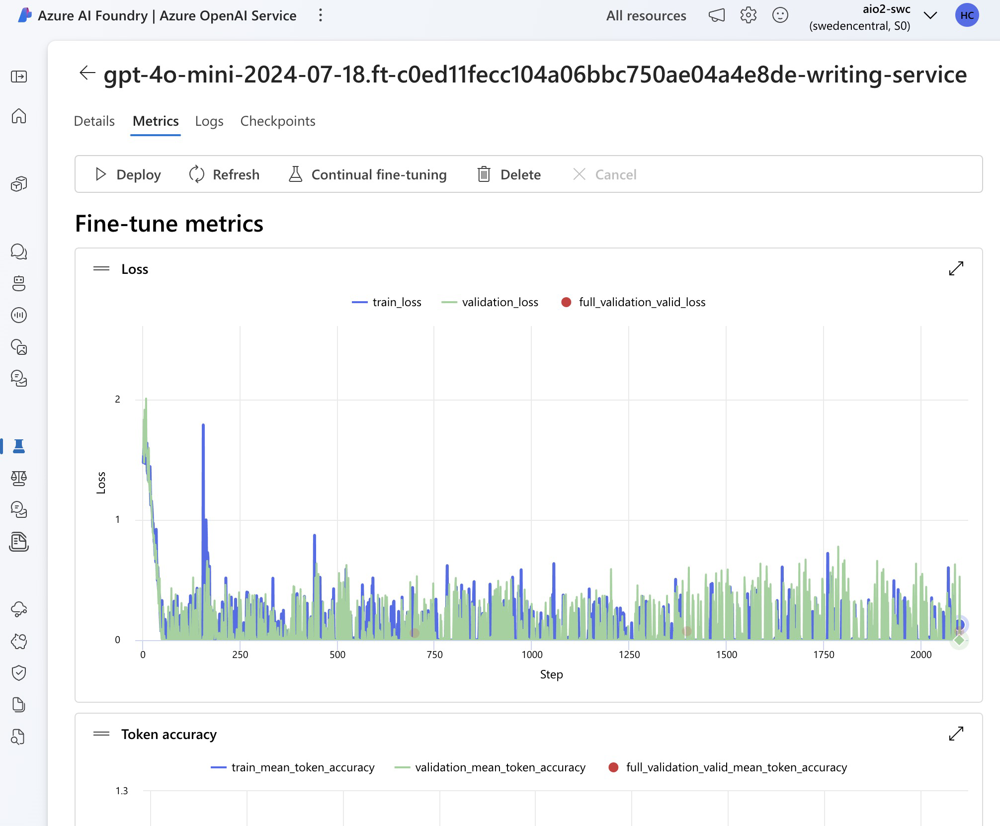 Azure AI Foundry | Azure OpenAI Service
All resources
aio2-swc
(swedencentral, S0)
HC
gpt-4o-mini-2024-07-18.ft-c0ed11fecc104a06bbc750ae04a4e8de-writing-service
Details Metrics Logs Checkpoints
Deploy Refresh Continual fine-tuning Delete Cancel
Fine-tune metrics
Loss
train_loss validation_loss full_validation_valid_loss
2
1
0
Loss
0 250 500 750 1000 1250 1500 1750 2000
Step
Token accuracy
train_mean_token_accuracy validation_mean_token_accuracy full_validation_valid_mean_token_accuracy
1.3